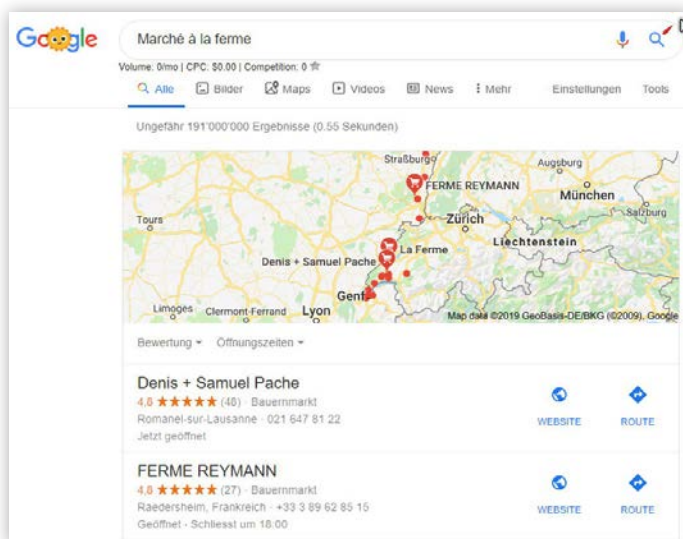 Google
Marché à la ferme
Volume: 0/mo | CPC: $0.00 | Competition: 0
Alle Bilder Maps Videos News Mehr Einstellungen Tools
Ungefähr 191'000'000 Ergebnisse (0.55 Sekunden)
Straßburg
Augsburg
FERME REYMANN
München
Tours
Zürich
Salzburg
Liechtenstein
La Ferme
Denis + Samuel Pache
Genf
Limoges Clermont-Ferrand Lyon
Map data ©2019 GeoBasis-DE/BKG (©2009), Google
Bewertung Öffnungszeiten
Denis + Samuel Pache
4,8 ★★★★★ (48) · Bauernmarkt
Romanel-sur-Lausanne · 021 647 81 22
Jetzt geöffnet
WEBSITE ROUTE
FERME REYMANN
4,8 ★★★★★ (27) · Bauernmarkt
Raedersheim, Frankreich · +33 3 89 62 85 15
Geöffnet · Schliesst um 18:00
WEBSITE ROUTE